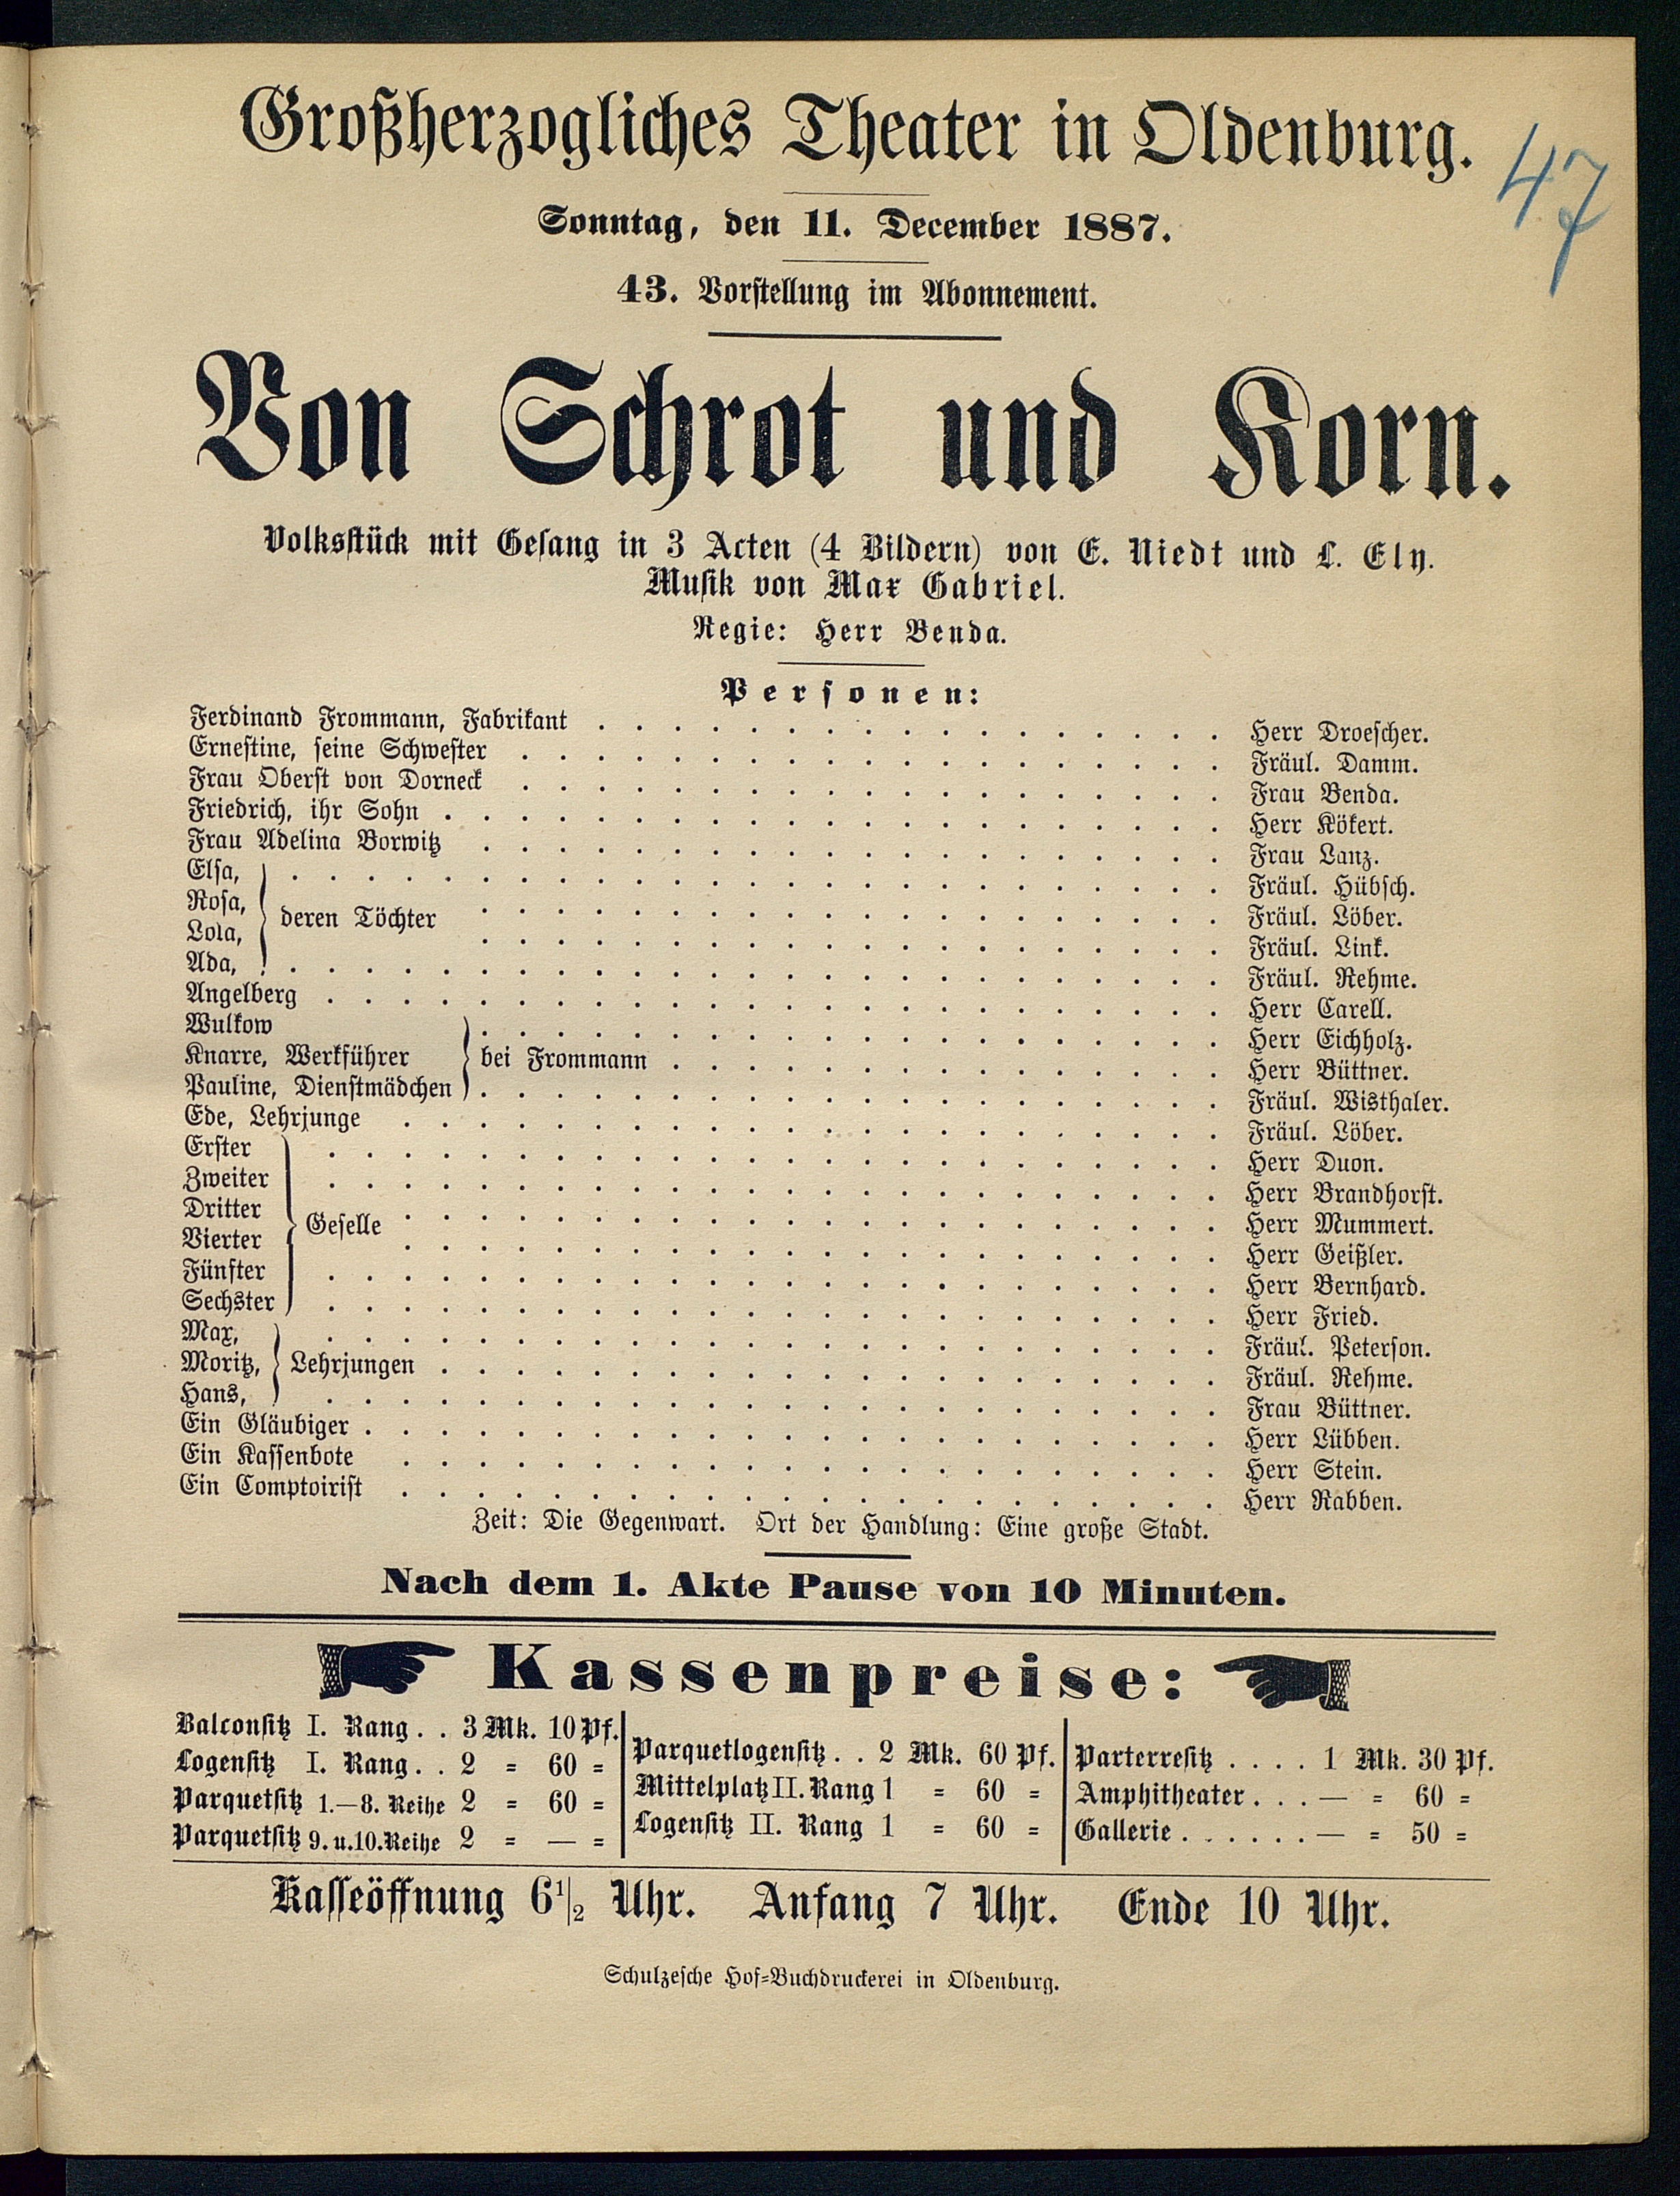 Großherzogliches Theater in Oldenburg.
47
Sonntag, den 11. December 1887.
43. Vorstellung im Abonnement.
Von Schrot und Korn.
Volksstück mit Gesang in 3 Acten (4 Bildern) von E. Niedt und L. Ely.
Musik von Max Gabriel.
Regie: Herr Benda.
Personen:
Ferdinand Frommann, Fabrikant . . . . . . . . . . . . . . . . . Herr Droescher.
Ernestine, seine Schwester . . . . . . . . . . . . . . . . . . . Fräul. Damm.
Frau Oberst von Dorneck . . . . . . . . . . . . . . . . . . . Frau Benda.
Friedrich, ihr Sohn . . . . . . . . . . . . . . . . . . . . . Herr Kökert.
Frau Adelina Borwitz . . . . . . . . . . . . . . . . . . . . Frau Lanz.
Elsa, . . . . . . . . . . . . . . . . . . . . . . . . . Fräul. Hübsch.
Rosa, . . . . . . . . . . . . . . . . . . . . Fräul. Löber.
deren Töchter
Lola, . . . . . . . . . . . . . . . . . . . . Fräul. Link.
Ada, . . . . . . . . . . . . . . . . . . . . . . . . . Fräul. Rehme.
Angelberg . . . . . . . . . . . . . . . . . . . . . . . . Herr Carell.
Wulkow . . . . . . . . . . . . . . . . . . . . Herr Eichholz.
Knarre, Werkführer } bei Frommann . . . . . . . . . . . . . . . Herr Büttner.
Pauline, Dienstmädchen . . . . . . . . . . . . . . . . . . . . Fräul. Wisthaler.
Ede, Lehrjunge . . . . . . . . . . . . . . . . . . . . . . Fräul. Löber.
Erster . . . . . . . . . . . . . . . . . . . . . . . . Herr Duon.
Zweiter . . . . . . . . . . . . . . . . . . . . . . . . Herr Brandhorst.
Dritter . . . . . . . . . . . . . . . . . . . . . . Herr Mummert.
Geselle
Vierter . . . . . . . . . . . . . . . . . . . . . . Herr Geißler.
Fünfter . . . . . . . . . . . . . . . . . . . . . . . . Herr Bernhard.
Sechster . . . . . . . . . . . . . . . . . . . . . . . . Herr Fried.
Max, . . . . . . . . . . . . . . . . . . . . . . . . Fräul. Peterson.
Moritz, } Lehrjungen . . . . . . . . . . . . . . . . . . . . . Fräul. Rehme.
Hans, . . . . . . . . . . . . . . . . . . . . . . . . Frau Büttner.
Ein Gläubiger . . . . . . . . . . . . . . . . . . . . . . . Herr Lübben.
Ein Kassenbote . . . . . . . . . . . . . . . . . . . . . . Herr Stein.
Ein Comptoirist . . . . . . . . . . . . . . . . . . . . . . Herr Rabben.
Zeit: Die Gegenwart. Ort der Handlung: Eine große Stadt.
Nach dem 1. Akte Pause von 10 Minuten.
Kassenpreise:
Balconsitz I. Rang . . 3 Mk. 10 Pf.
Logensitz I. Rang . . 2 = 60 =
Parquetsitz 1.—8. Reihe 2 = 60 =
Parquetsitz 9. u. 10. Reihe 2 = — =
Parquetlogensitz . . 2 Mk. 60 Pf.
Mittelplatz II. Rang 1 = 60 =
Logensitz II. Rang 1 = 60 =
Parterresitz . . . . 1 Mk. 30 Pf.
Amphitheater . . . — = 60 =
Gallerie . . . . . . — = 50 =
Kasseöffnung 6 1/2 Uhr. Anfang 7 Uhr. Ende 10 Uhr.
Schulzesche Hof=Buchdruckerei in Oldenburg.